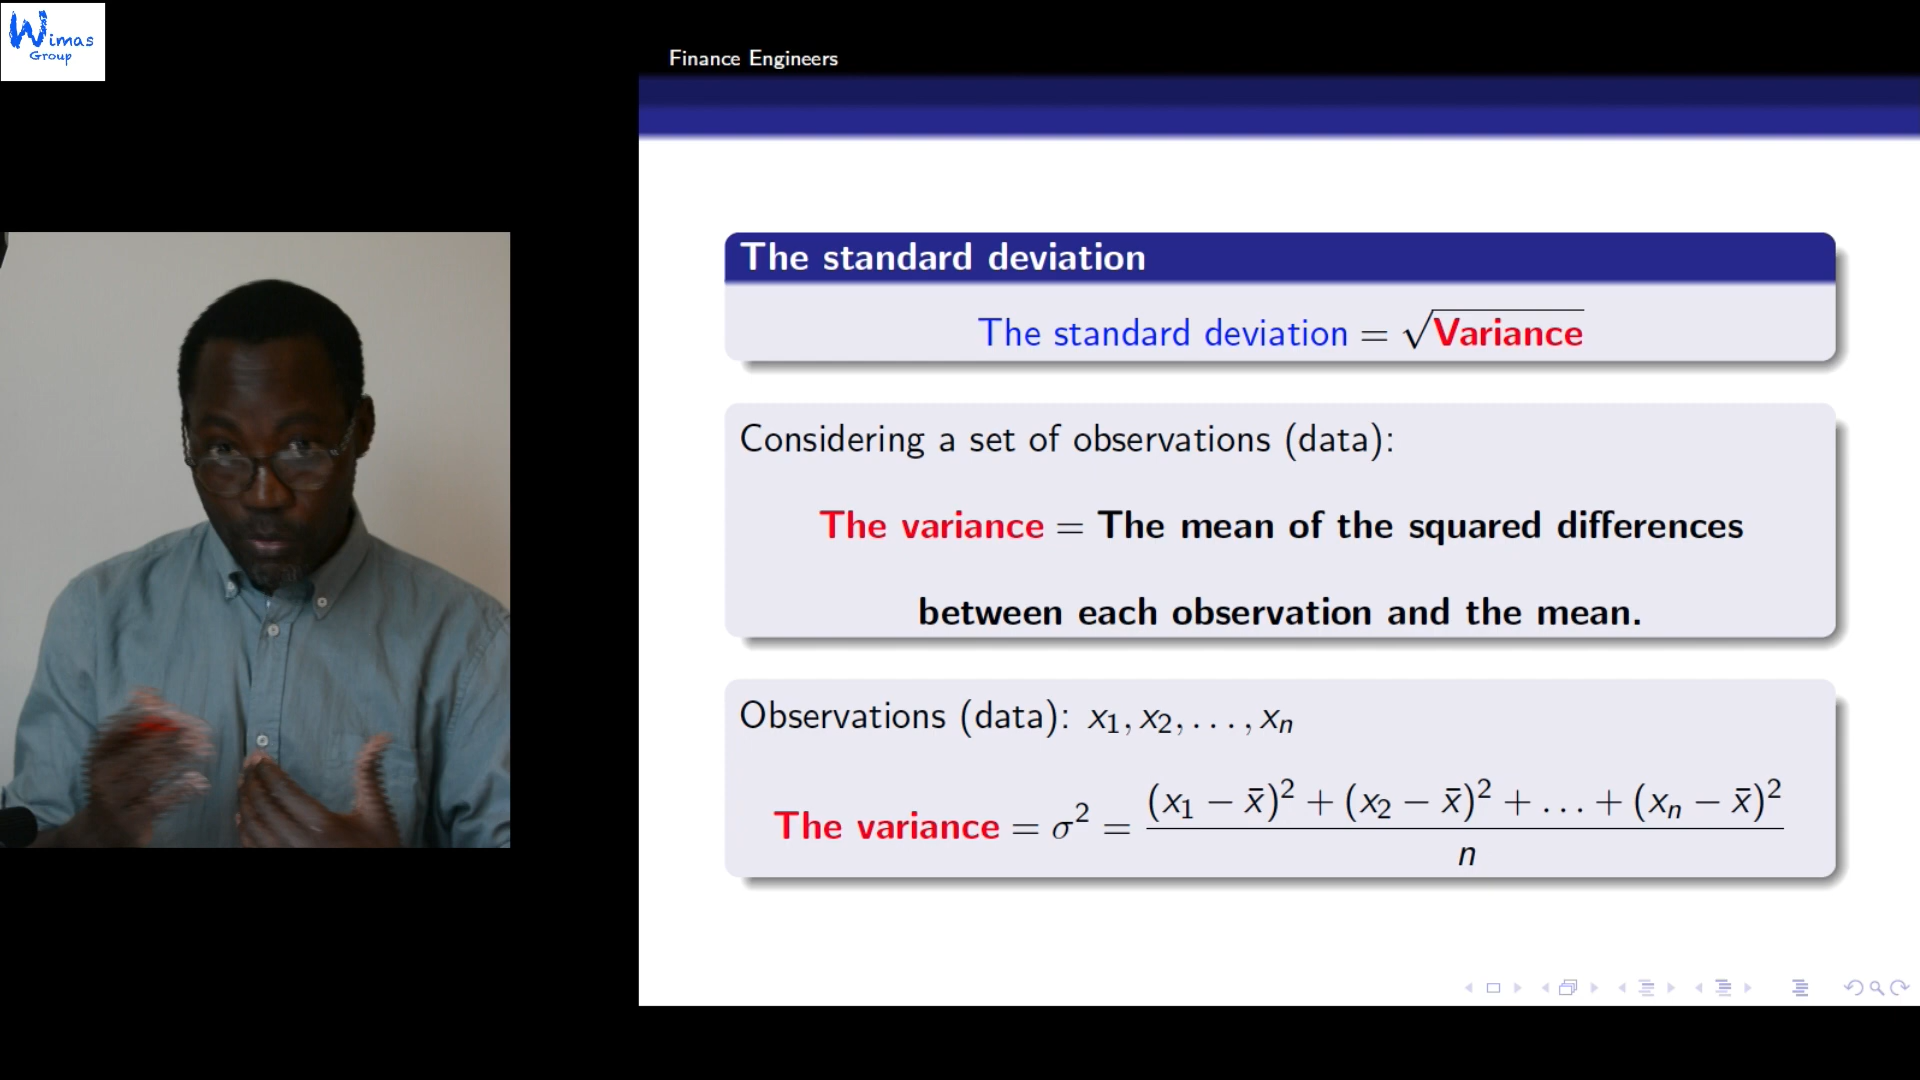 Wimas
Group
Finance Engineers
The standard deviation
The standard deviation = √Variance
Considering a set of observations (data):
The variance = The mean of the squared differences
between each observation and the mean.
Observations (data): x₁, x₂, . . . , xₙ
The variance = σ² = ((x₁ − x̄)² + (x₂ − x̄)² + . . . + (xₙ − x̄)²) / n